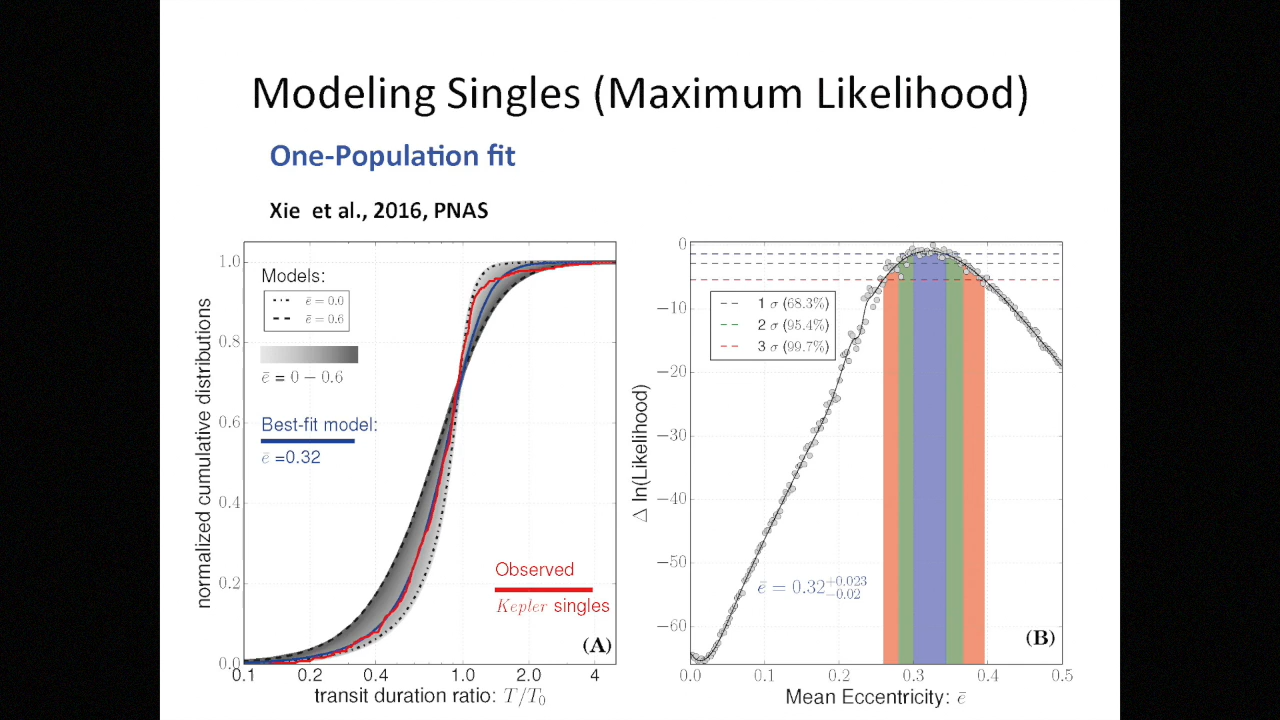 Modeling Singles (Maximum Likelihood)
One-Population fit
Xie et al., 2016, PNAS
normalized cumulative distributions
1.0
0.8
0.6
0.4
0.2
0.0
Models:
ē = 0.0
ē = 0.6
ē = 0 − 0.6
Best-fit model:
ē =0.32
Observed
Kepler singles
(A)
0.1 0.2 0.4 1.0 2.0 4
transit duration ratio: T/T₀
Δ ln(Likelihood)
0
−10
−20
−30
−40
−50
−60
1 σ (68.3%)
2 σ (95.4%)
3 σ (99.7%)
ē = 0.32+0.023−0.02
(B)
0.0 0.1 0.2 0.3 0.4 0.5
Mean Eccentricity: ē